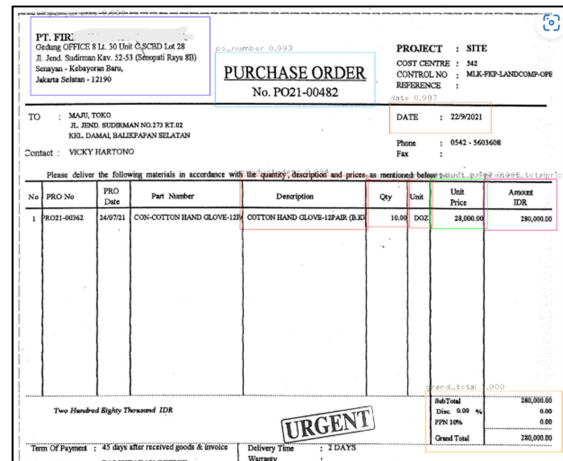 PT. FIRI
Gedung OFFICE 8 Lt. 30 Unit C,SCBD Lot 28
Jl. Jend. Sudirman Kav. 52-53 (Senopati Raya 8B)
Senayan - Kebayoran Baru,
Jakarta Selatan - 12190
po_number 0.993
PURCHASE ORDER
No. PO21-00482
PROJECT : SITE
COST CENTRE : 542
CONTROL NO : MLK-FKP-LANDCOMP-OPE
REFERENCE :
date 0.987
TO : MAJU, TOKO
JL. JEND. SUDIRMAN NO.273 RT.02
KEL. DAMAI, BALIKPAPAN SELATAN
DATE : 22/9/2021
Phone : 0542 - 5603608
Fax :
Contact : VICKY HARTONO
Please deliver the following materials in accordance with the quantity, description and prices as mentioned below
No PRO No PRO Date Part Number Description Qty Unit Unit Price Amount IDR
1 PRO21-00362 24/07/21 CON-COTTON HAND GLOVE-12P COTTON HAND GLOVE-12PAIR (B.K 10.00 DOZ 28,000.00 280,000.00
grand_total
Two Hundred Eighty Thousand IDR
URGENT
SubTotal 280,000.00
Disc. 0.00 % 0.00
PPN 10% 0.00
Grand Total 280,000.00
Term Of Payment : 45 days after received goods & invoice
Delivery Time : 2 DAYS
Warranty :